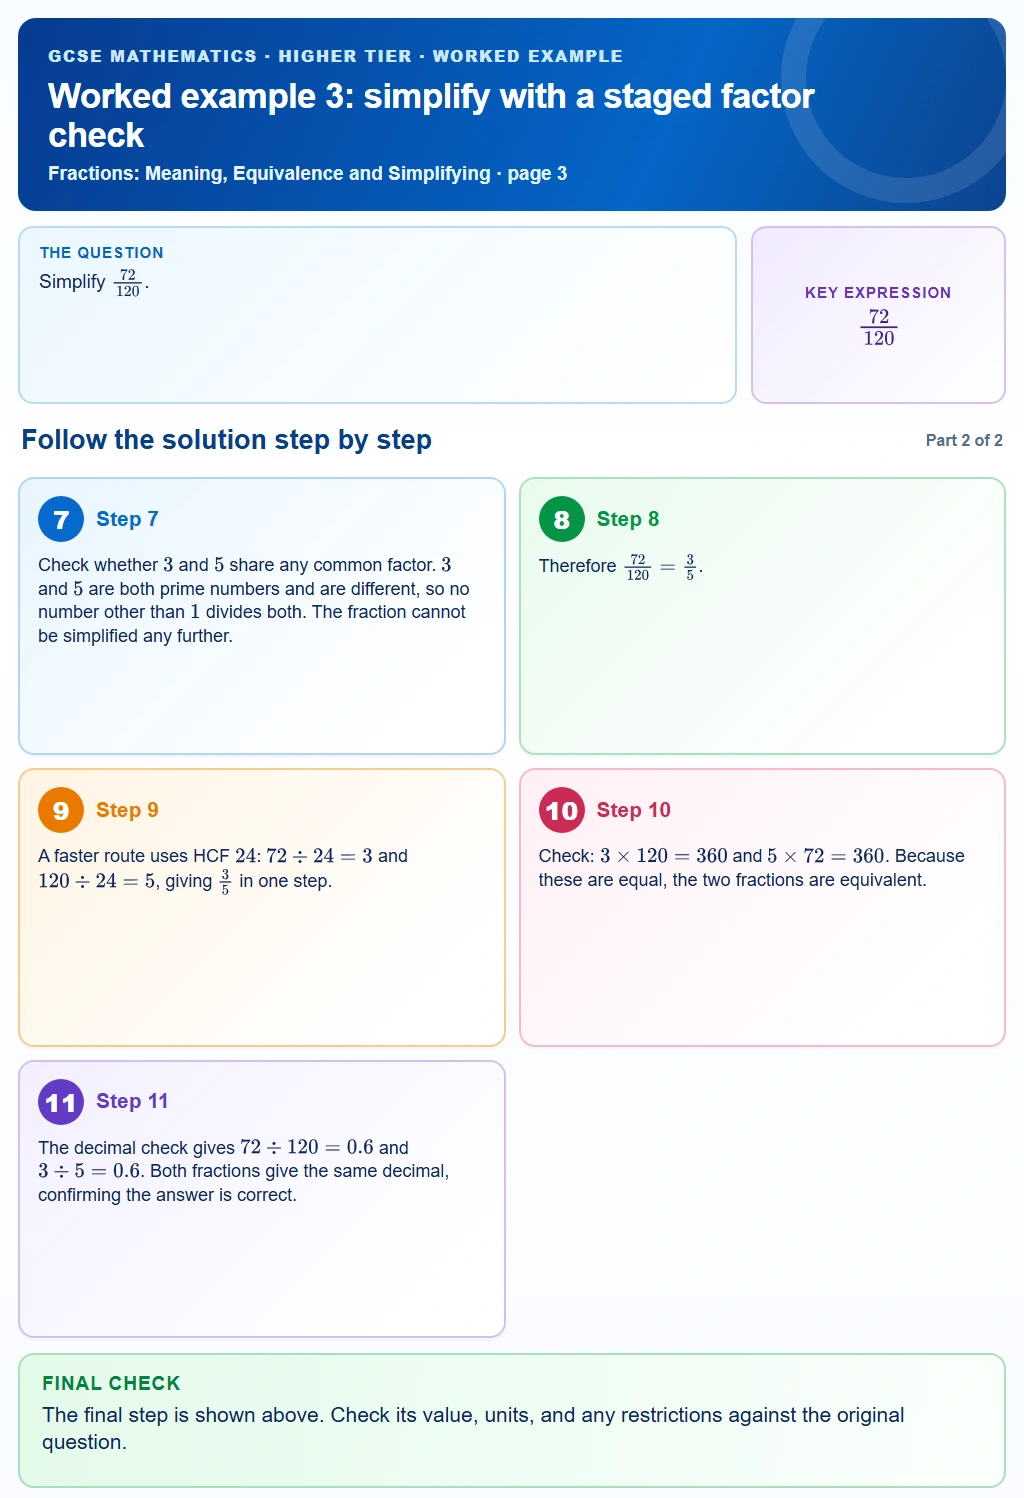 GCSE MATHEMATICS · HIGHER TIER · WORKED EXAMPLE
Worked example 3: simplify with a staged factor
check
Fractions: Meaning, Equivalence and Simplifying · page 3
THE QUESTION
Simplify 72/120.
KEY EXPRESSION
72/120
Follow the solution step by step
Part 2 of 2
7 Step 7
Check whether 3 and 5 share any common factor. 3
and 5 are both prime numbers and are different, so no
number other than 1 divides both. The fraction cannot
be simplified any further.
8 Step 8
Therefore 72/120 = 3/5.
9 Step 9
A faster route uses HCF 24: 72 ÷ 24 = 3 and
120 ÷ 24 = 5, giving 3/5 in one step.
10 Step 10
Check: 3 × 120 = 360 and 5 × 72 = 360. Because
these are equal, the two fractions are equivalent.
11 Step 11
The decimal check gives 72 ÷ 120 = 0.6 and
3 ÷ 5 = 0.6. Both fractions give the same decimal,
confirming the answer is correct.
FINAL CHECK
The final step is shown above. Check its value, units, and any restrictions against the original
question.